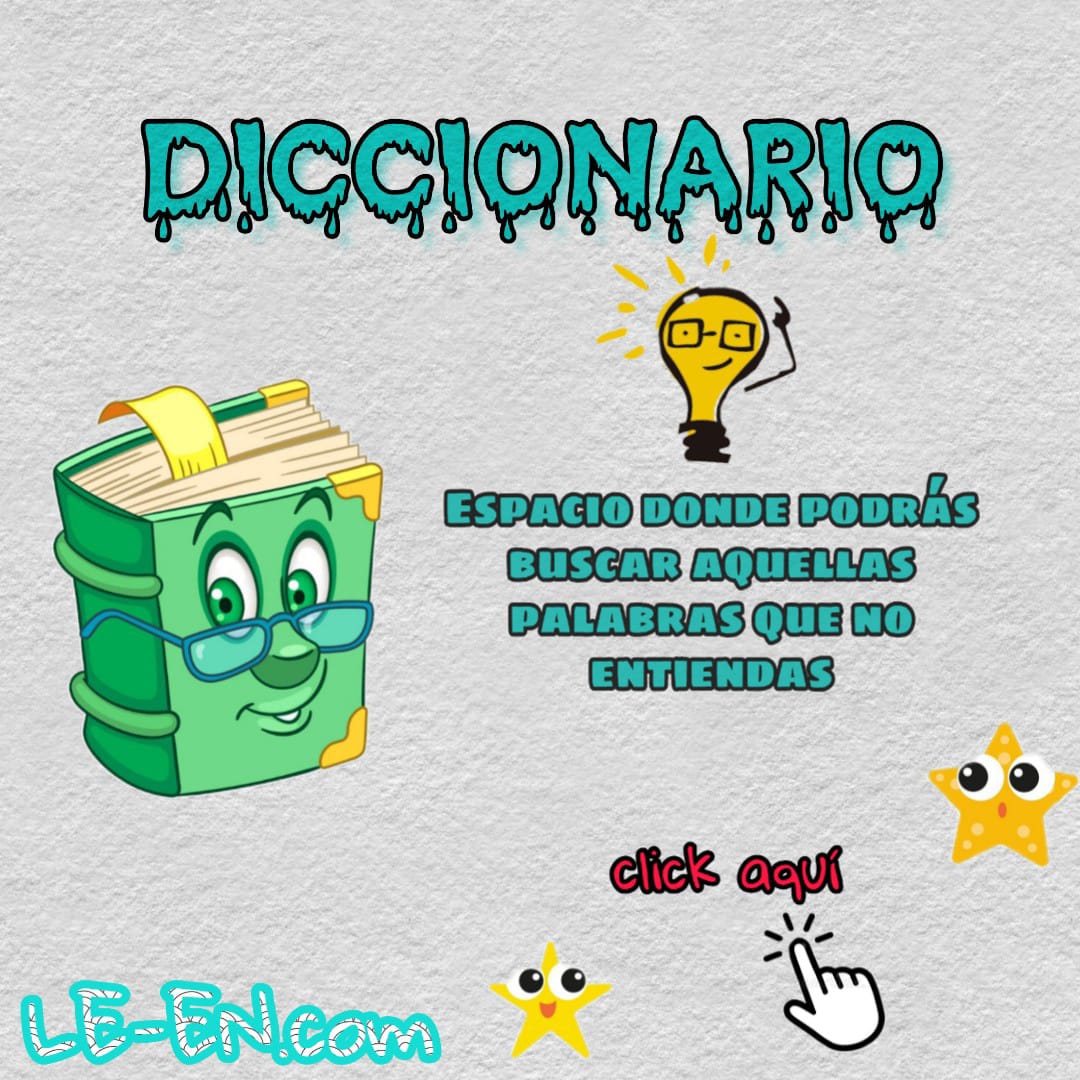 DICCIONARIO
ESPACIO DONDE PODRÁS
BUSCAR AQUELLAS
PALABRAS QUE NO
ENTIENDAS
click aquí
LE-EN.com